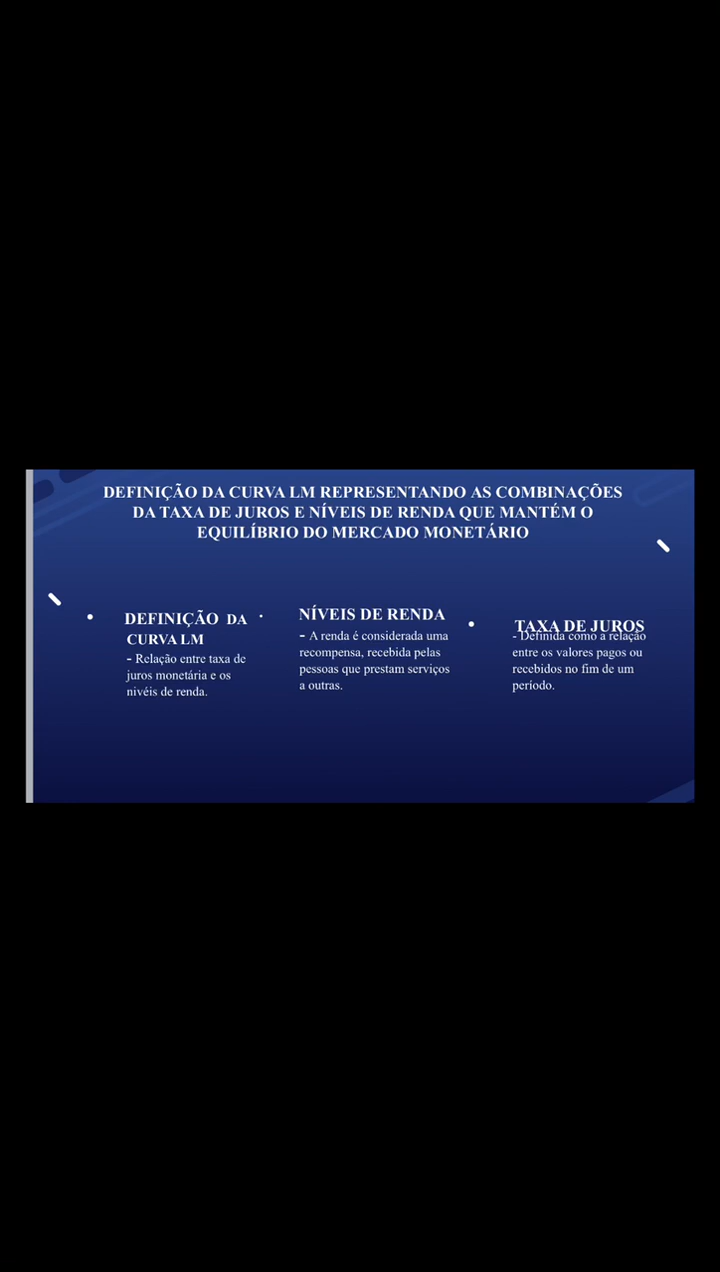 DEFINIÇÃO DA CURVA LM REPRESENTANDO AS COMBINAÇÕES
DA TAXA DE JUROS E NÍVEIS DE RENDA QUE MANTÉM O
EQUILÍBRIO DO MERCADO MONETÁRIO
• DEFINIÇÃO DA
CURVA LM
- Relação entre taxa de
juros monetária e os
nivéis de renda.
• NÍVEIS DE RENDA
- A renda é considerada uma
recompensa, recebida pelas
pessoas que prestam serviços
a outras.
• TAXA DE JUROS
- Definida como a relação
entre os valores pagos ou
recebidos no fim de um
período.